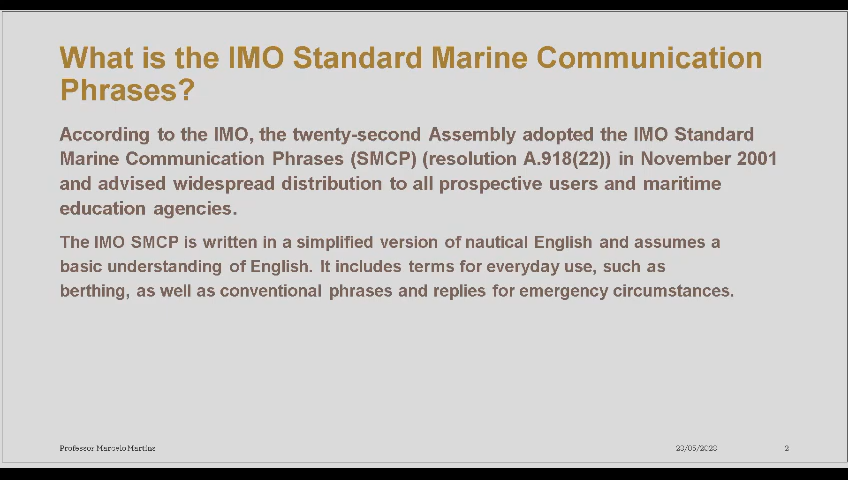 What is the IMO Standard Marine Communication
Phrases?
According to the IMO, the twenty-second Assembly adopted the IMO Standard
Marine Communication Phrases (SMCP) (resolution A.918(22)) in November 2001
and advised widespread distribution to all prospective users and maritime
education agencies.
The IMO SMCP is written in a simplified version of nautical English and assumes a
basic understanding of English. It includes terms for everyday use, such as
berthing, as well as conventional phrases and replies for emergency circumstances.
Professor Marcelo Martins
2